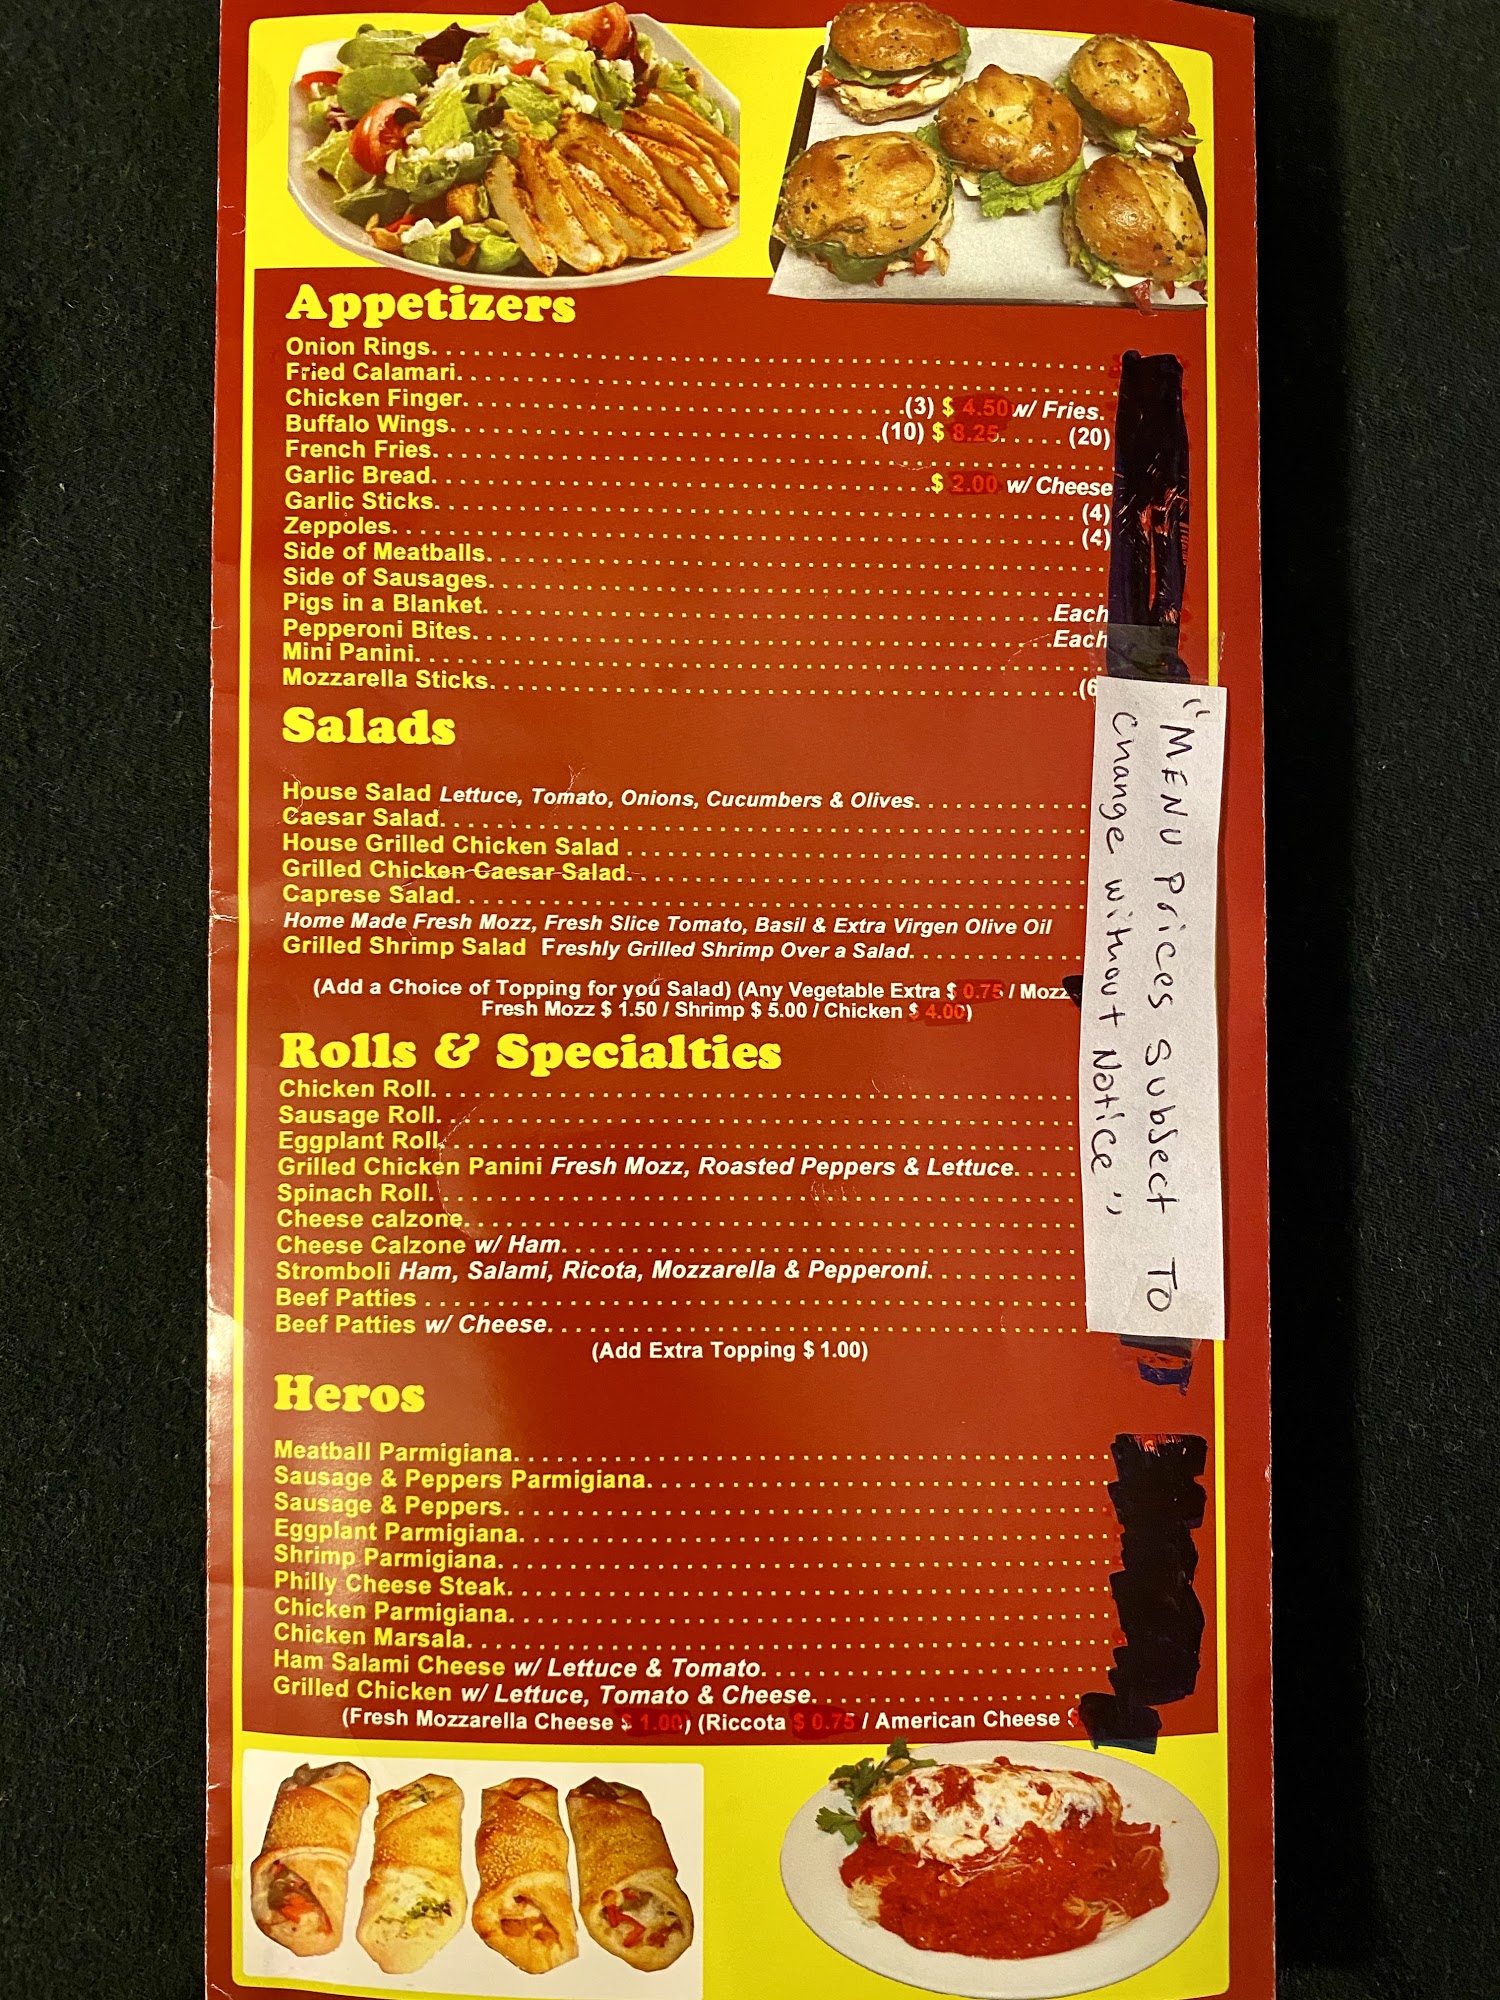 Appetizers
Onion Rings
Fried Calamari
Chicken Finger (3) $ 4.50 w/ Fries.
Buffalo Wings (10) $ 8.25 (20)
French Fries
Garlic Bread $ 2.00 w/ Cheese
Garlic Sticks (4)
Zeppoles (4)
Side of Meatballs
Side of Sausages
Pigs in a Blanket Each
Pepperoni Bites Each
Mini Panini
Mozzarella Sticks (6
Salads
House Salad Lettuce, Tomato, Onions, Cucumbers & Olives
Caesar Salad
House Grilled Chicken Salad
Grilled Chicken Caesar Salad
Caprese Salad
Home Made Fresh Mozz, Fresh Slice Tomato, Basil & Extra Virgen Olive Oil
Grilled Shrimp Salad Freshly Grilled Shrimp Over a Salad
(Add a Choice of Topping for you Salad) (Any Vegetable Extra $ 0.75 / Mozz
Fresh Mozz $ 1.50 / Shrimp $ 5.00 / Chicken $ 4.00)
Rolls & Specialties
Chicken Roll
Sausage Roll
Eggplant Roll
Grilled Chicken Panini Fresh Mozz, Roasted Peppers & Lettuce
Spinach Roll
Cheese calzone
Cheese Calzone w/ Ham
Stromboli Ham, Salami, Ricota, Mozzarella & Pepperoni
Beef Patties
Beef Patties w/ Cheese
(Add Extra Topping $ 1.00)
Heros
Meatball Parmigiana
Sausage & Peppers Parmigiana
Sausage & Peppers
Eggplant Parmigiana
Shrimp Parmigiana
Philly Cheese Steak
Chicken Parmigiana
Chicken Marsala
Ham Salami Cheese w/ Lettuce & Tomato
Grilled Chicken w/ Lettuce, Tomato & Cheese
(Fresh Mozzarella Cheese $ 1.00) (Riccota $ 0.75 / American Cheese $
"MENU Prices Subject To
Change without Notice"